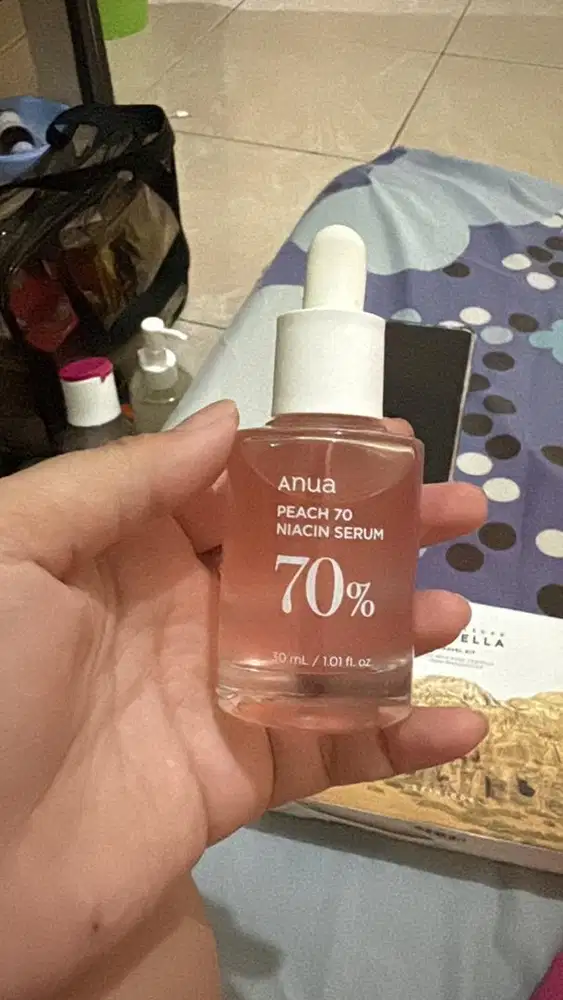 Anua
PEACH 70
NIACIN SERUM
70%
30 mL / 1.01 fl. oz
ELLA